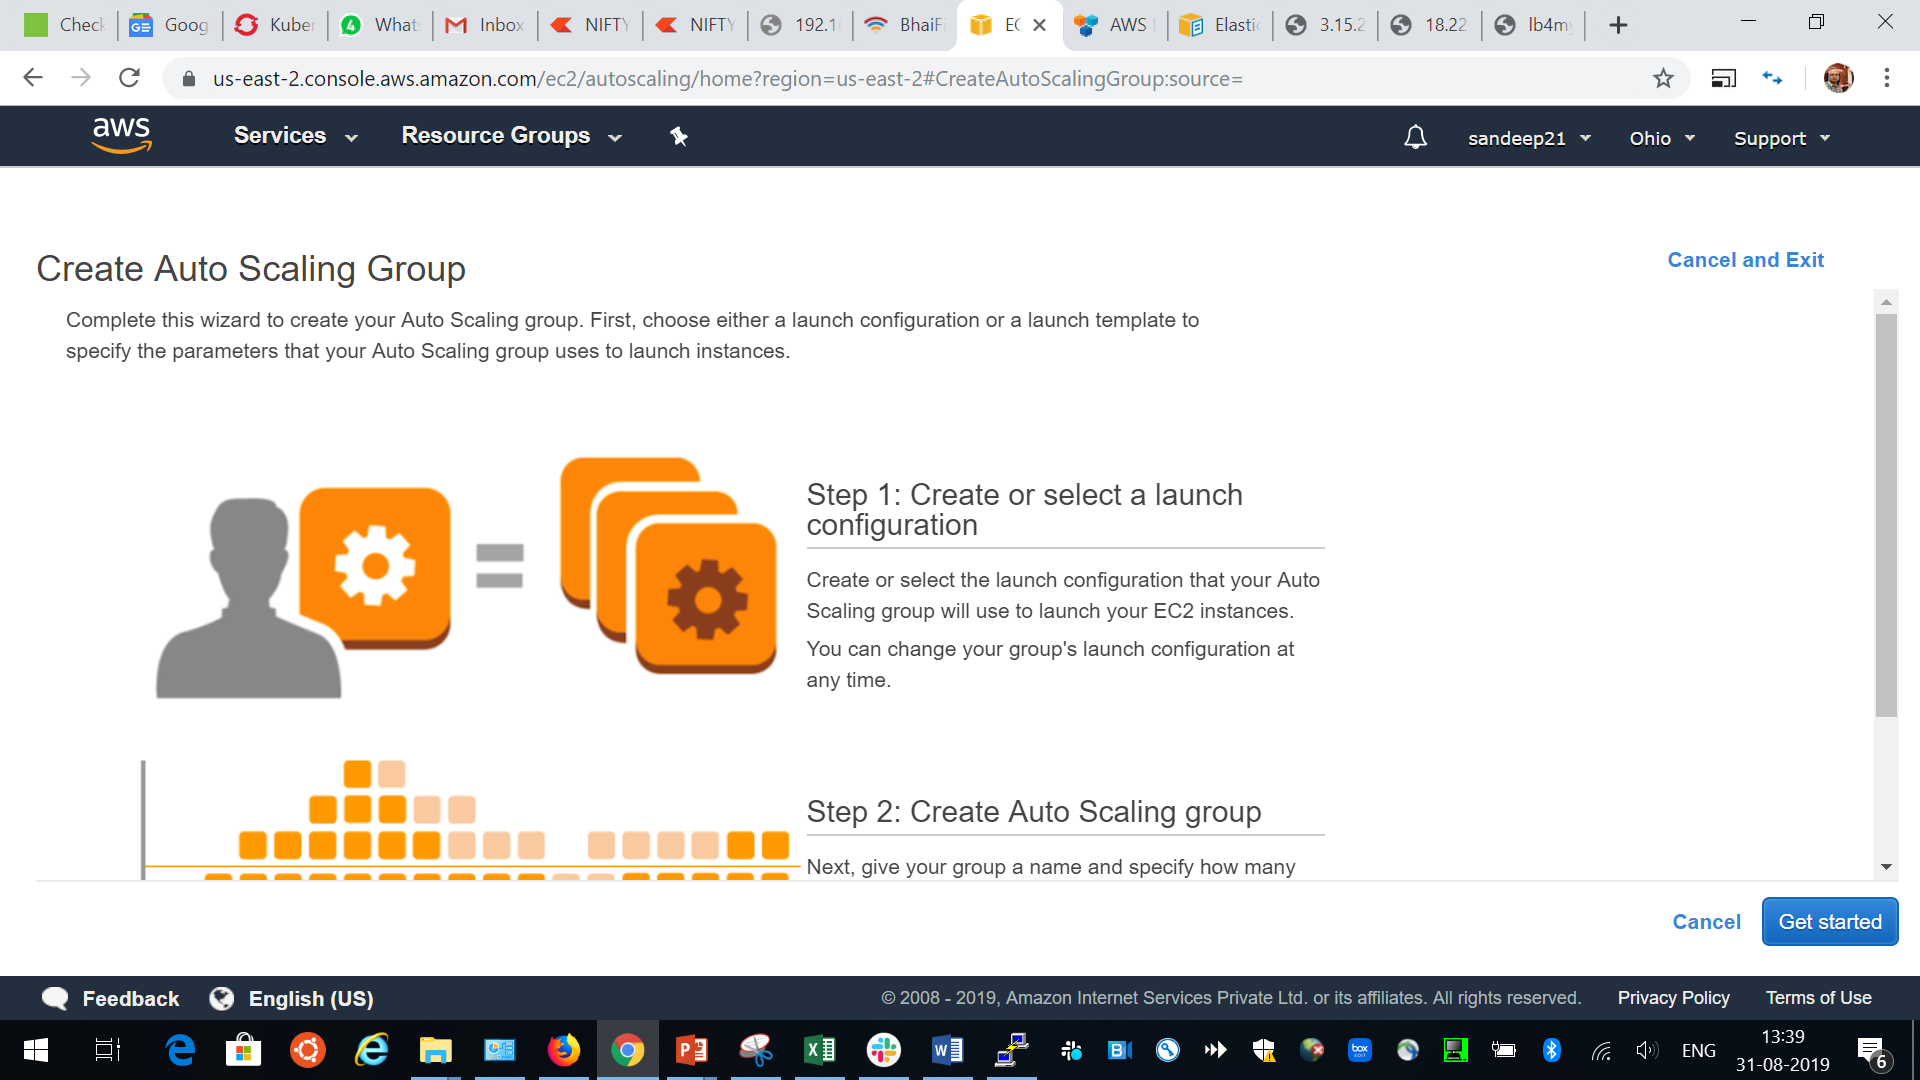 Check
Goog
Kuber
What
Inbox
NIFTY
NIFTY
192.1
BhaiFi
EC
AWS
Elastic
3.15.2
18.22
lb4my
us-east-2.console.aws.amazon.com/ec2/autoscaling/home?region=us-east-2#CreateAutoScalingGroup:source=
aws
Services
Resource Groups
sandeep21
Ohio
Support
Create Auto Scaling Group
Cancel and Exit
Complete this wizard to create your Auto Scaling group. First, choose either a launch configuration or a launch template to
specify the parameters that your Auto Scaling group uses to launch instances.
Step 1: Create or select a launch
configuration
Create or select the launch configuration that your Auto
Scaling group will use to launch your EC2 instances.
You can change your group's launch configuration at
any time.
Step 2: Create Auto Scaling group
Next, give your group a name and specify how many
Cancel
Get started
Feedback
English (US)
© 2008 - 2019, Amazon Internet Services Private Ltd. or its affiliates. All rights reserved.
Privacy Policy
Terms of Use
ENG
13:39
31-08-2019
6